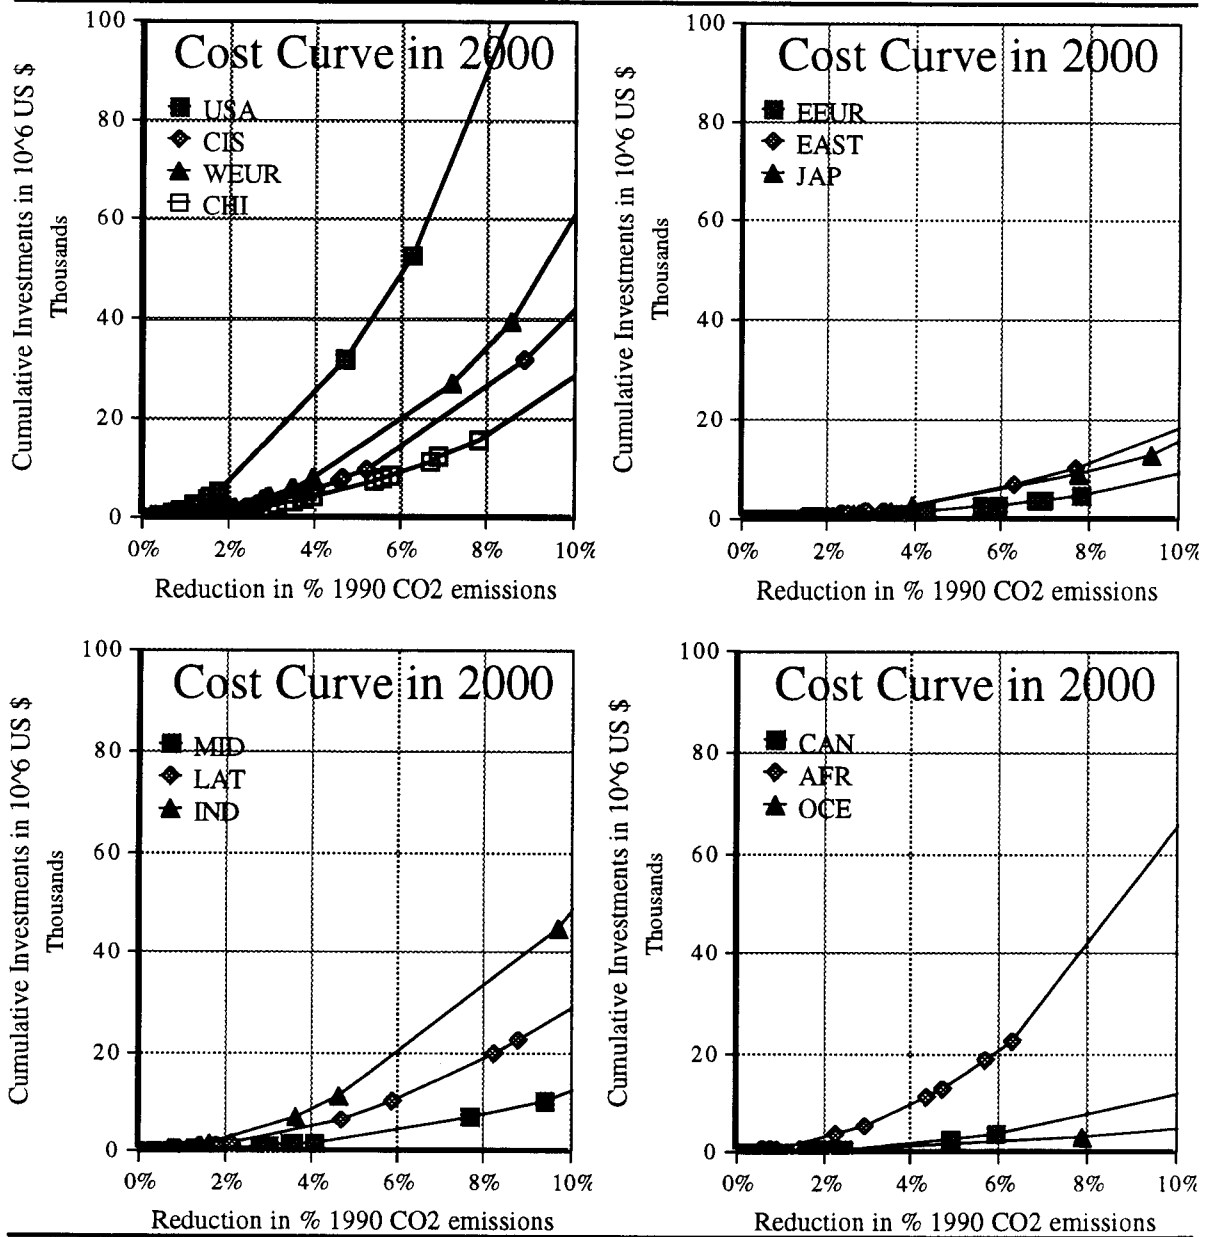 Cost Curve in 2000
Cumulative Investments in 10^6 US $
Thousands
100
80
60
40
20
0
USA
CIS
WEUR
CHI
0% 2% 4% 6% 8% 10%
Reduction in % 1990 CO2 emissions
Cost Curve in 2000
Cumulative Investments in 10^6 US $
Thousands
100
80
60
40
20
0
EEUR
EAST
JAP
0% 2% 4% 6% 8% 10%
Reduction in % 1990 CO2 emissions
Cost Curve in 2000
Cumulative Investments in 10^6 US $
Thousands
100
80
60
40
20
0
MID
LAT
IND
0% 2% 4% 6% 8% 10%
Reduction in % 1990 CO2 emissions
Cost Curve in 2000
Cumulative Investments in 10^6 US $
Thousands
100
80
60
40
20
0
CAN
AFR
OCE
0% 2% 4% 6% 8% 10%
Reduction in % 1990 CO2 emissions